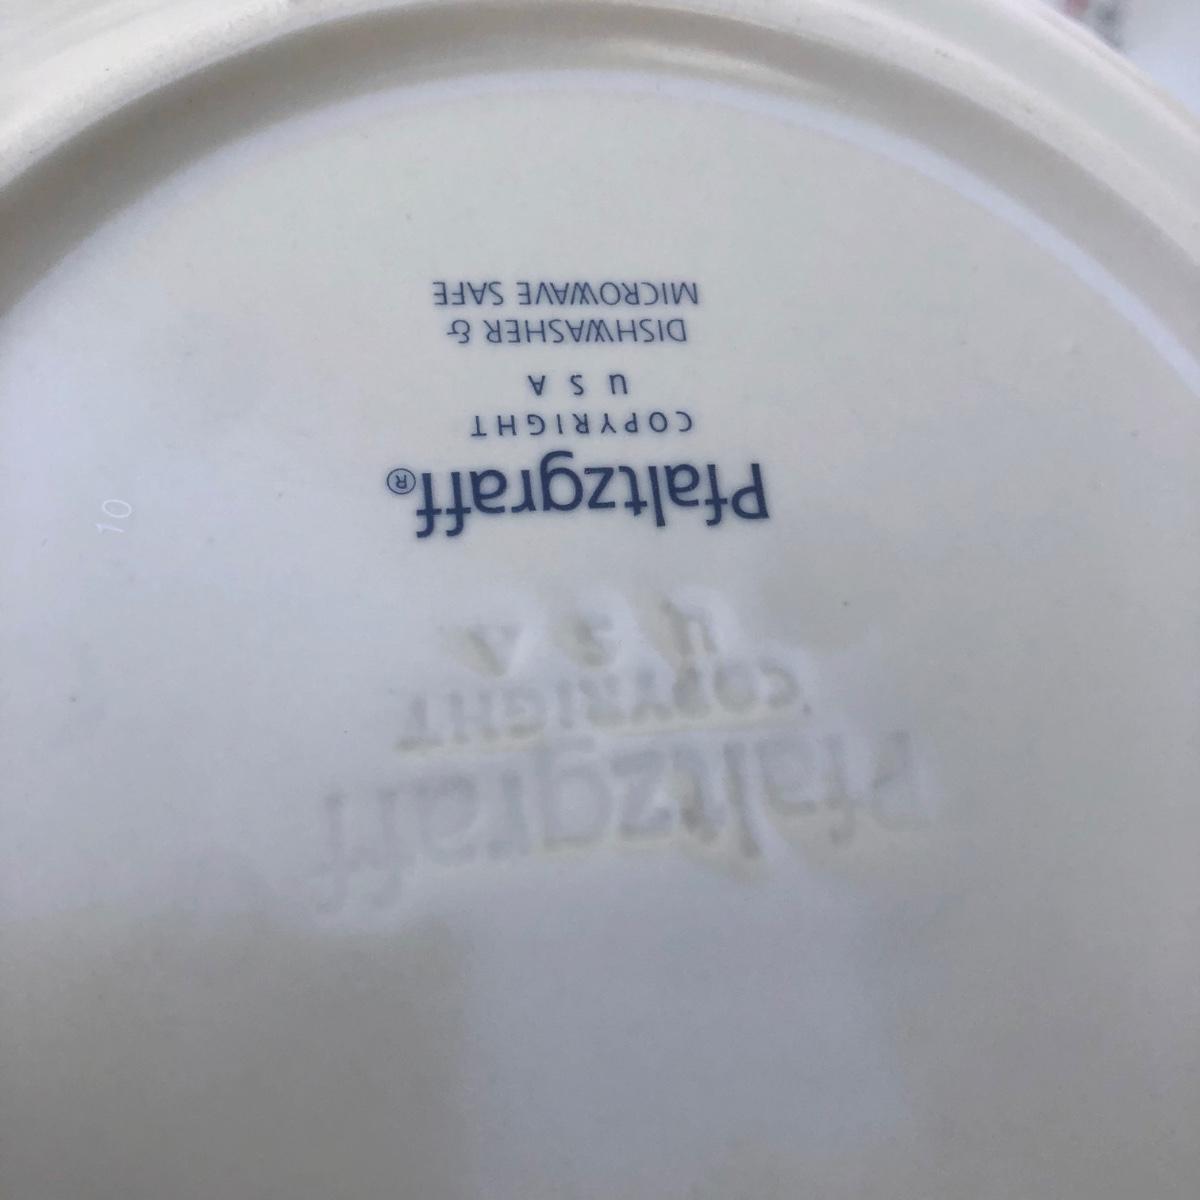 Pfaltzgraff®
COPYRIGHT
U S A
DISHWASHER &
MICROWAVE SAFE
Pfaltzgraff
COPYRIGHT
U S A
10